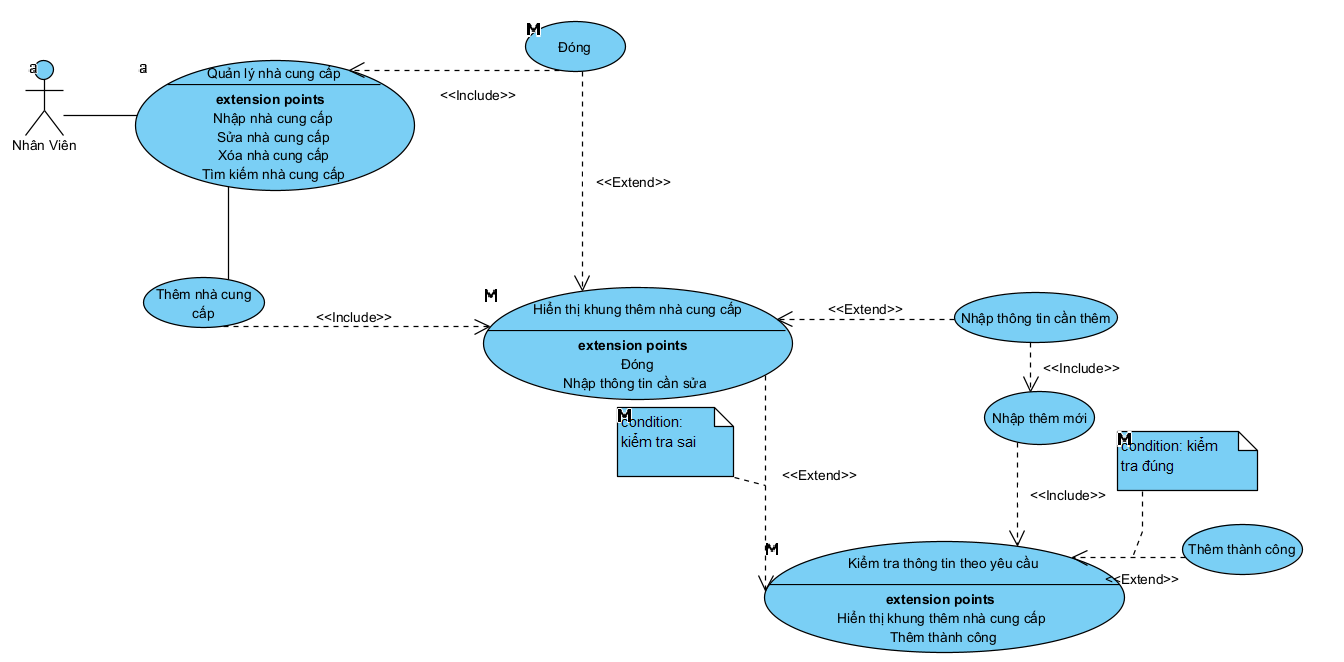 M
Đóng
a
a
Quản lý nhà cung cấp
extension points
Nhập nhà cung cấp
Sửa nhà cung cấp
Xóa nhà cung cấp
Tìm kiếm nhà cung cấp
Nhân Viên
<<Include>>
<<Extend>>
Thêm nhà cung
cấp
<<Include>>
M
Hiển thị khung thêm nhà cung cấp
extension points
Đóng
Nhập thông tin cần sửa
<<Extend>>
Nhập thông tin cần thêm
<<Include>>
Nhập thêm mới
M
condition:
kiểm tra sai
<<Extend>>
<<Include>>
M
condition: kiểm
tra đúng
Thêm thành công
<<Extend>>
M
Kiểm tra thông tin theo yêu cầu
extension points
Hiển thị khung thêm nhà cung cấp
Thêm thành công